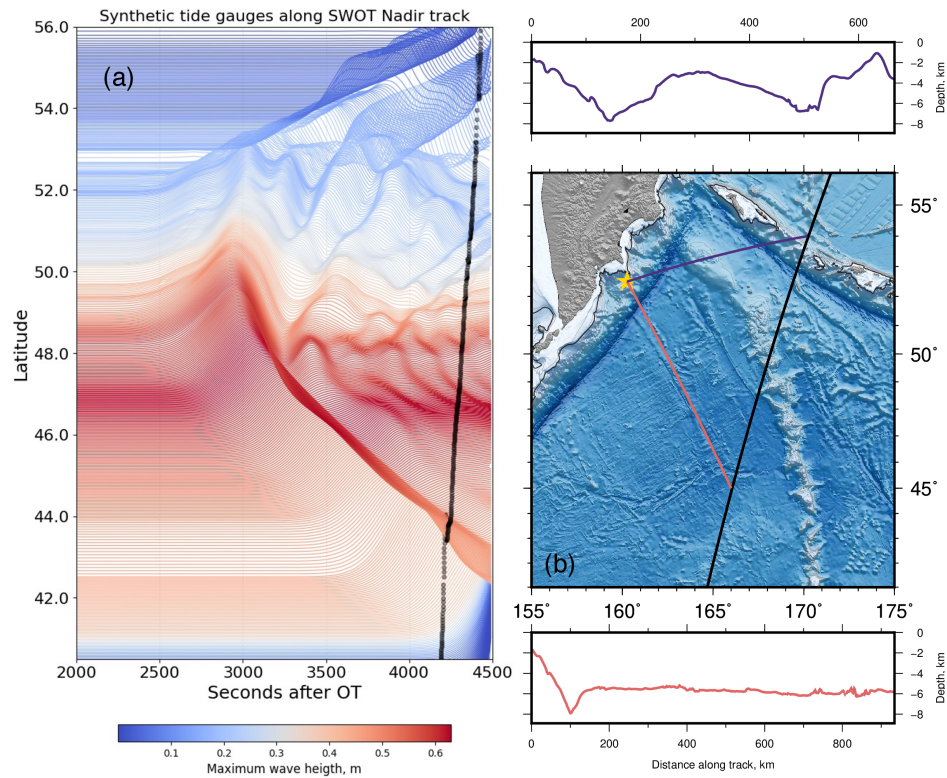 Synthetic tide gauges along SWOT Nadir track
(a)
56.0
54.0
52.0
50.0
48.0
46.0
44.0
42.0
Latitude
2000 2500 3000 3500 4000 4500
Seconds after OT
0.1 0.2 0.3 0.4 0.5 0.6
Maximum wave heigth, m
0 200 400 600
0
−2
−4
−6
−8
Depth, km
55˚
50˚
45˚
(b)
155˚ 160˚ 165˚ 170˚ 175˚
0
−2
−4
−6
−8
Depth, km
0 200 400 600 800
Distance along track, km